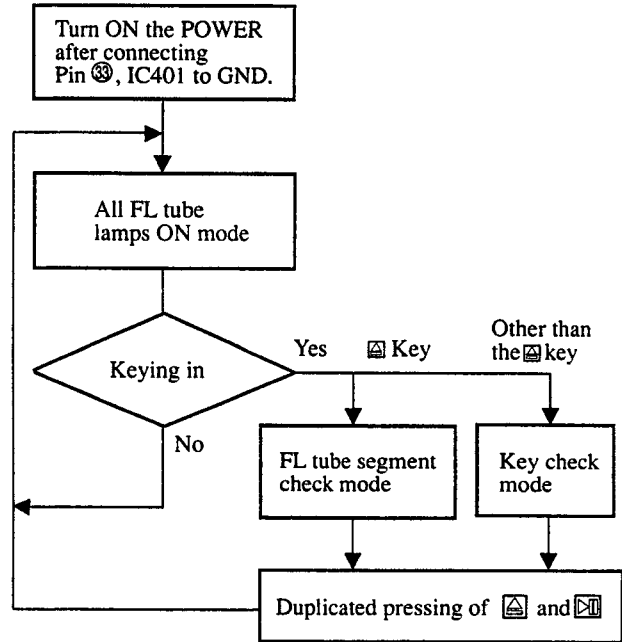 Turn ON the POWER
after connecting
Pin ㉝, IC401 to GND.
All FL tube
lamps ON mode
Keying in
Yes
⏏ Key
Other than
the ⏏ key
No
FL tube segment
check mode
Key check
mode
Duplicated pressing of ⏏ and ⏯